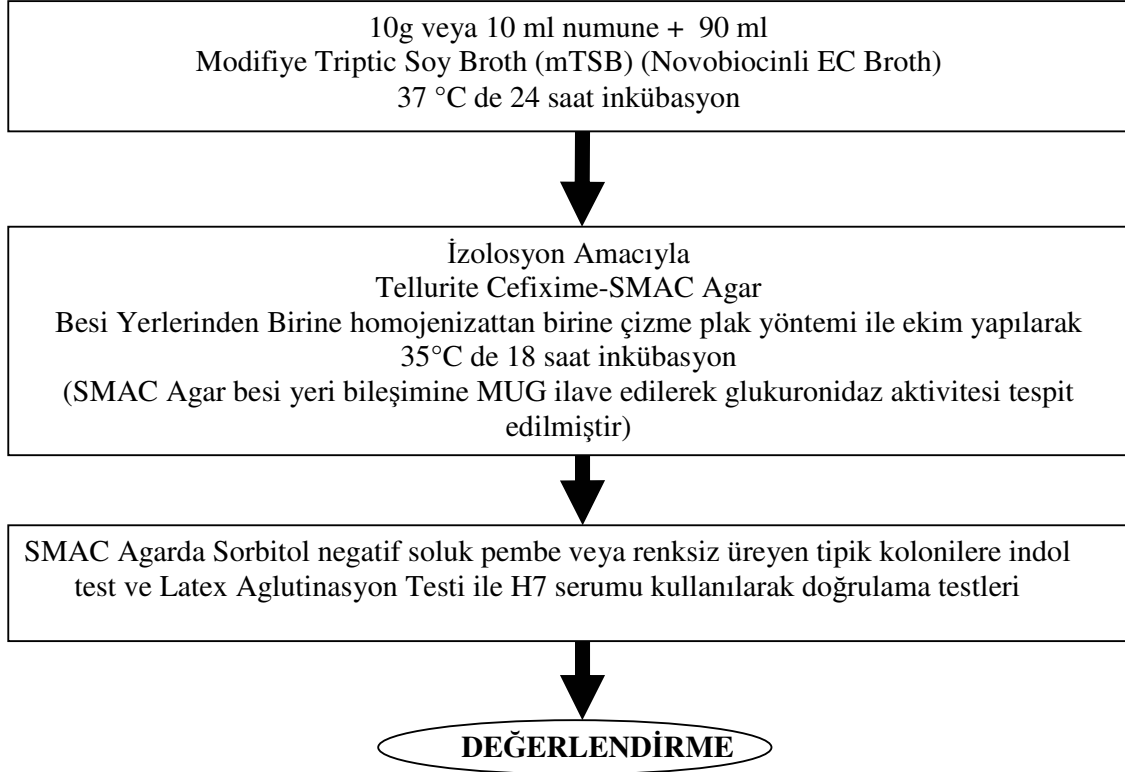 10g veya 10 ml numune + 90 ml
Modifiye Triptic Soy Broth (mTSB) (Novobiocinli EC Broth)
37 °C de 24 saat inkübasyon
İzolosyon Amacıyla
Tellurite Cefixime-SMAC Agar
Besi Yerlerinden Birine homojenizattan birine çizme plak yöntemi ile ekim yapılarak
35°C de 18 saat inkübasyon
(SMAC Agar besi yeri bileşimine MUG ilave edilerek glukuronidaz aktivitesi tespit
edilmiştir)
SMAC Agarda Sorbitol negatif soluk pembe veya renksiz üreyen tipik kolonilere indol
test ve Latex Aglutinasyon Testi ile H7 serumu kullanılarak doğrulama testleri
DEĞERLENDİRME